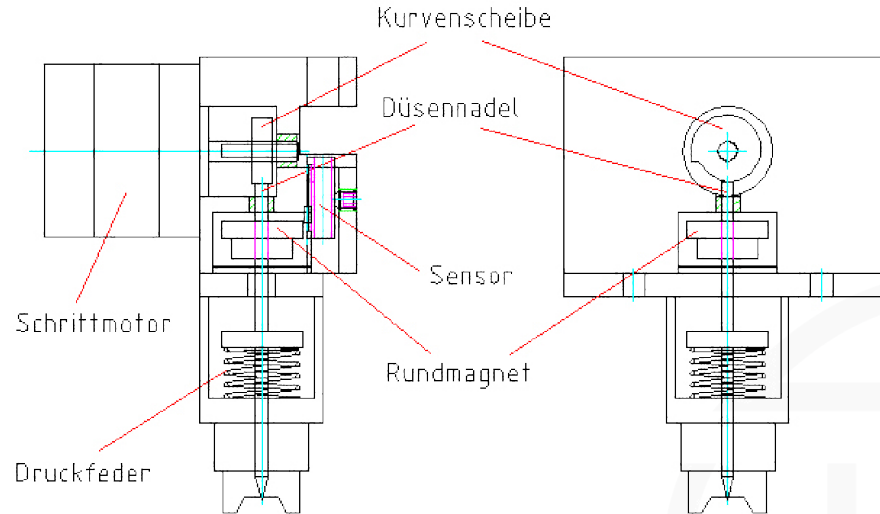 Kurvenscheibe
Düsennadel
Sensor
Schrittmotor
Rundmagnet
Druckfeder